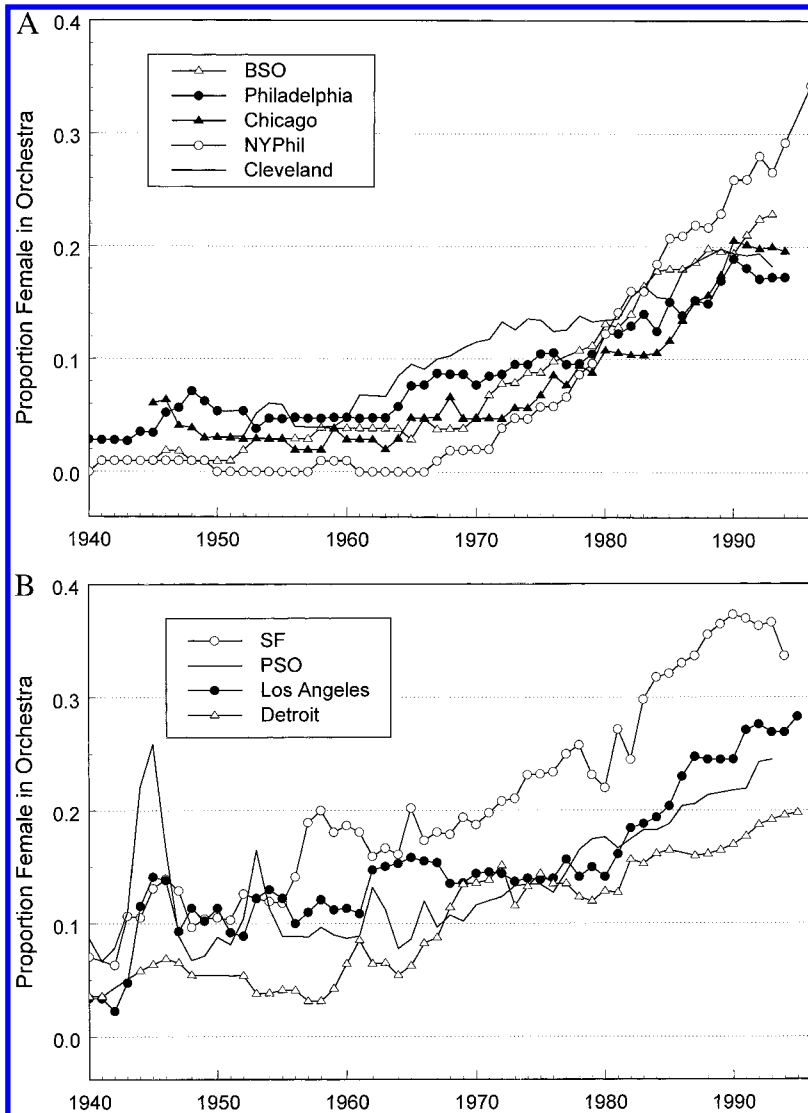 A
0.4
BSO
Philadelphia
Chicago
NYPhil
Cleveland
0.3
0.2
0.1
0.0
Proportion Female in Orchestra
1940 1950 1960 1970 1980 1990
B
0.4
SF
PSO
Los Angeles
Detroit
0.3
0.2
0.1
0.0
Proportion Female in Orchestra
1940 1950 1960 1970 1980 1990